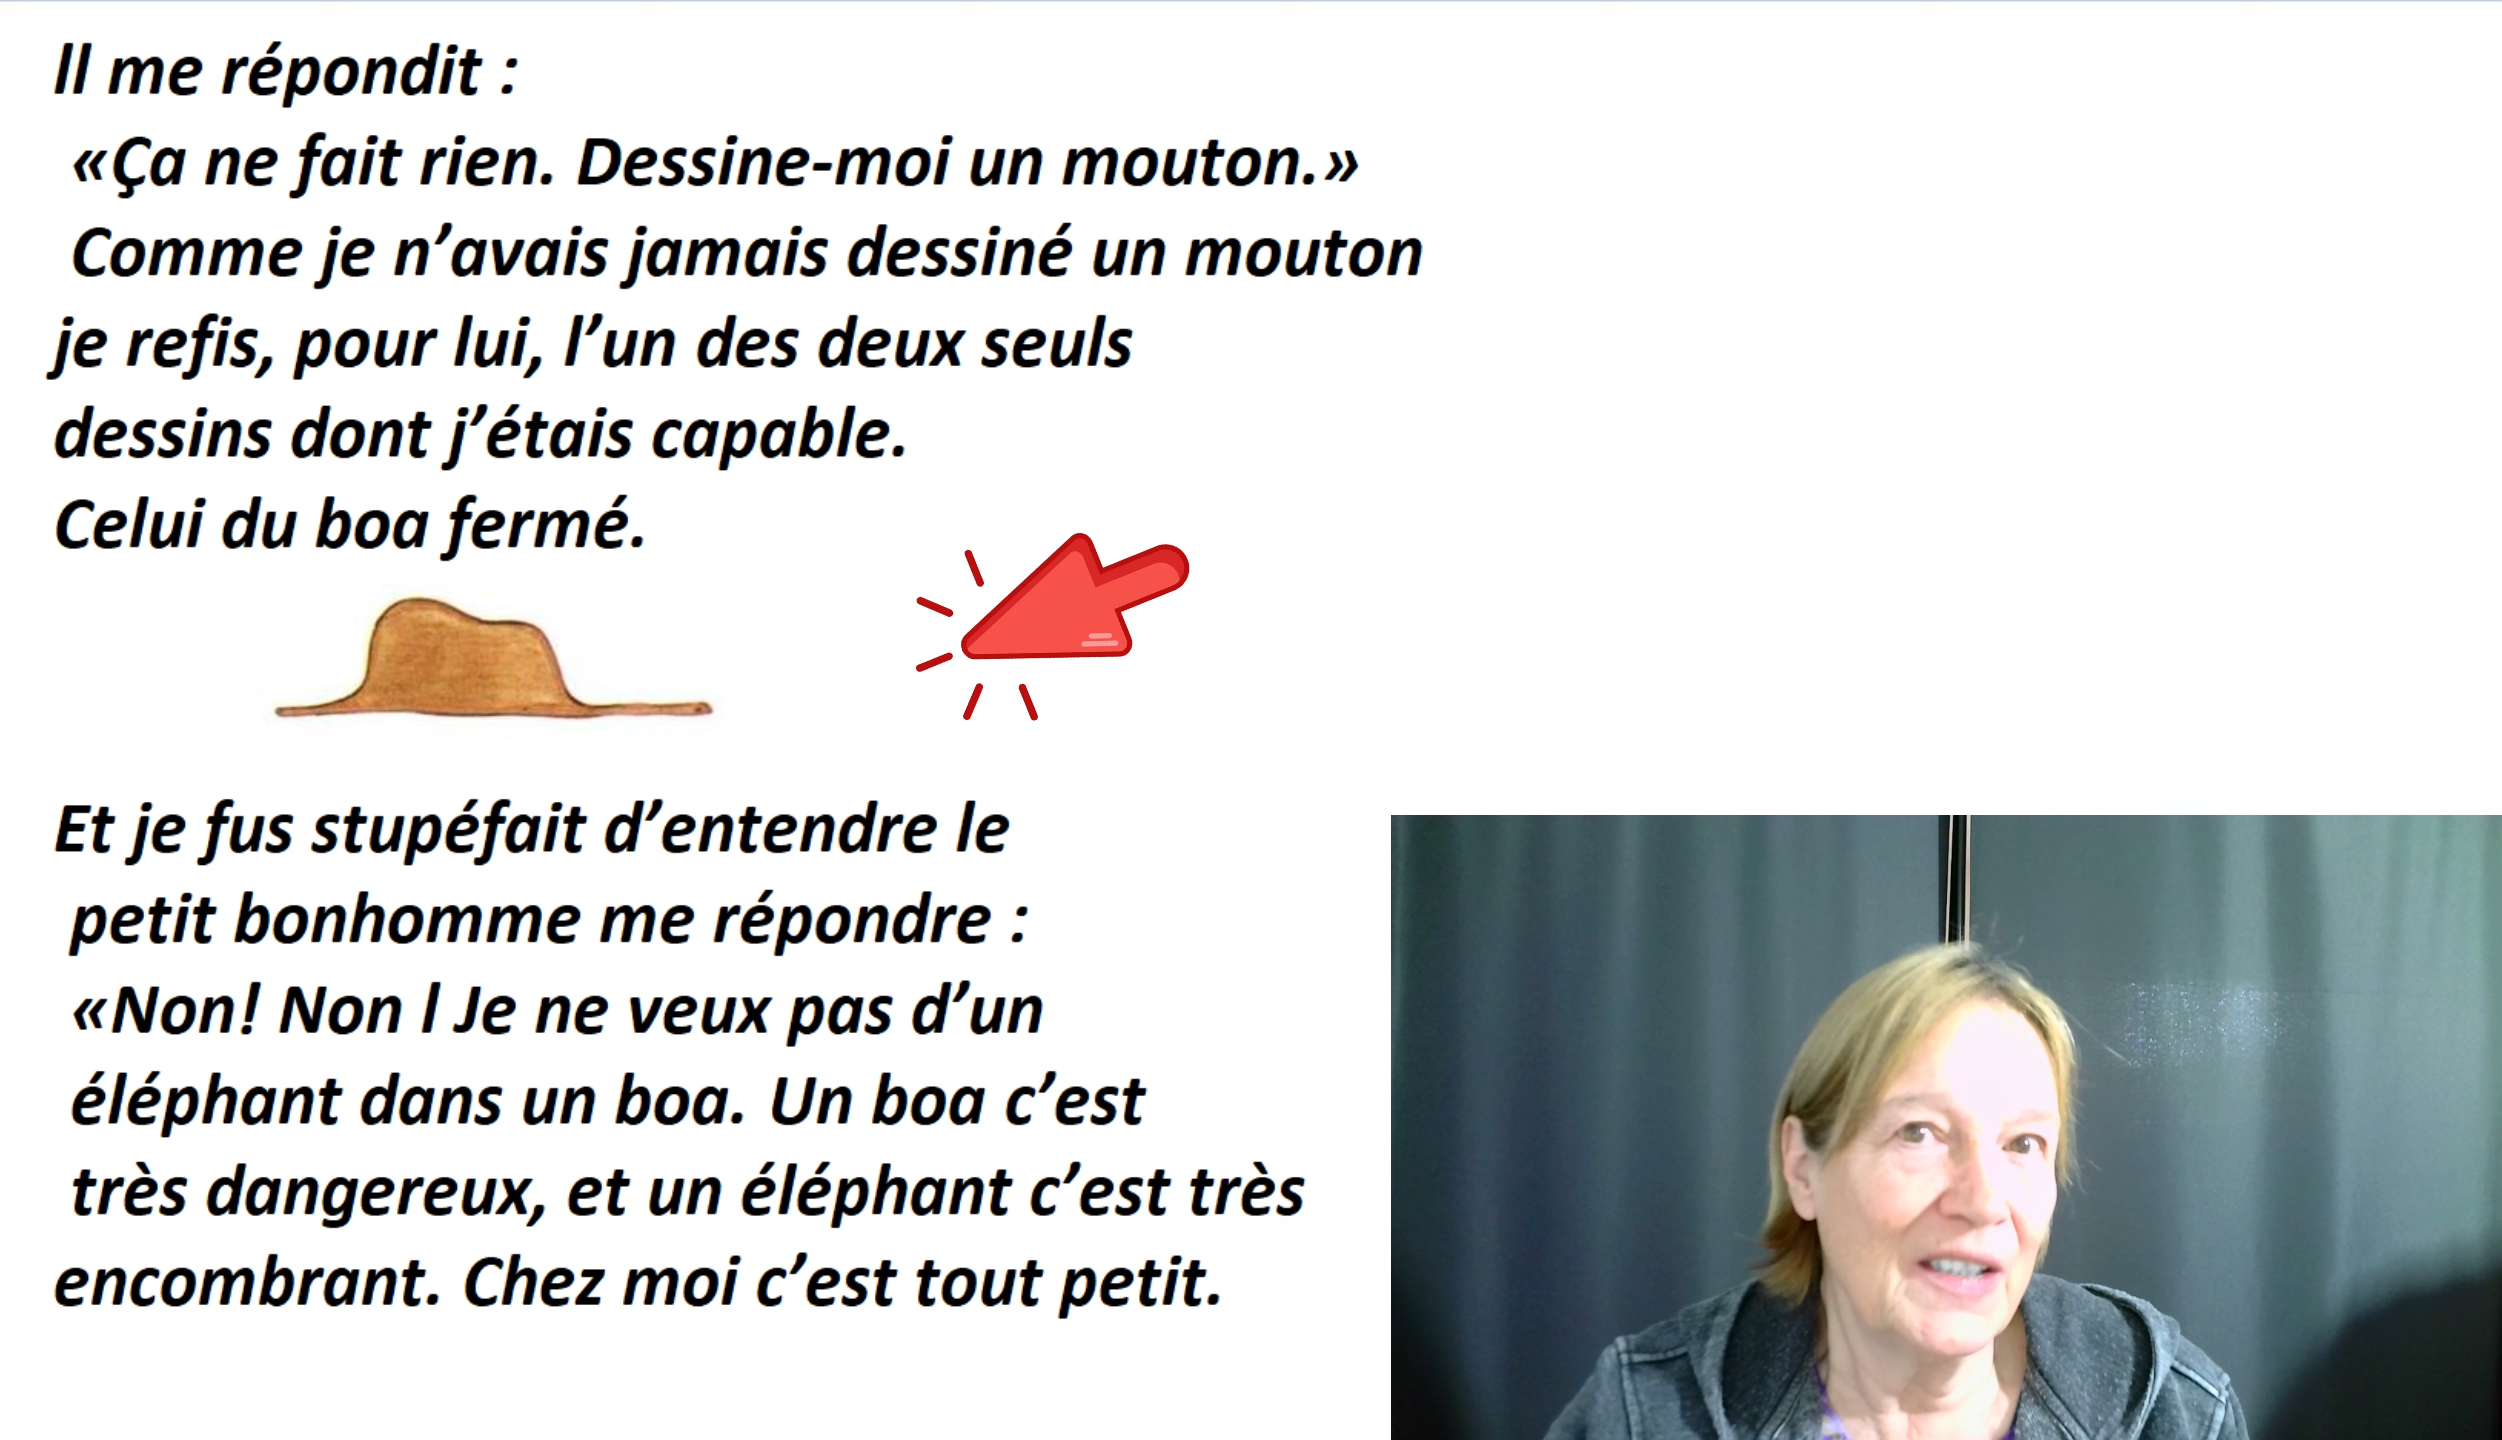 Il me répondit :
«Ça ne fait rien. Dessine-moi un mouton.»
Comme je n’avais jamais dessiné un mouton
je refis, pour lui, l’un des deux seuls
dessins dont j’étais capable.
Celui du boa fermé.
Et je fus stupéfait d’entendre le
petit bonhomme me répondre :
«Non! Non l Je ne veux pas d’un
éléphant dans un boa. Un boa c’est
très dangereux, et un éléphant c’est très
encombrant. Chez moi c’est tout petit.